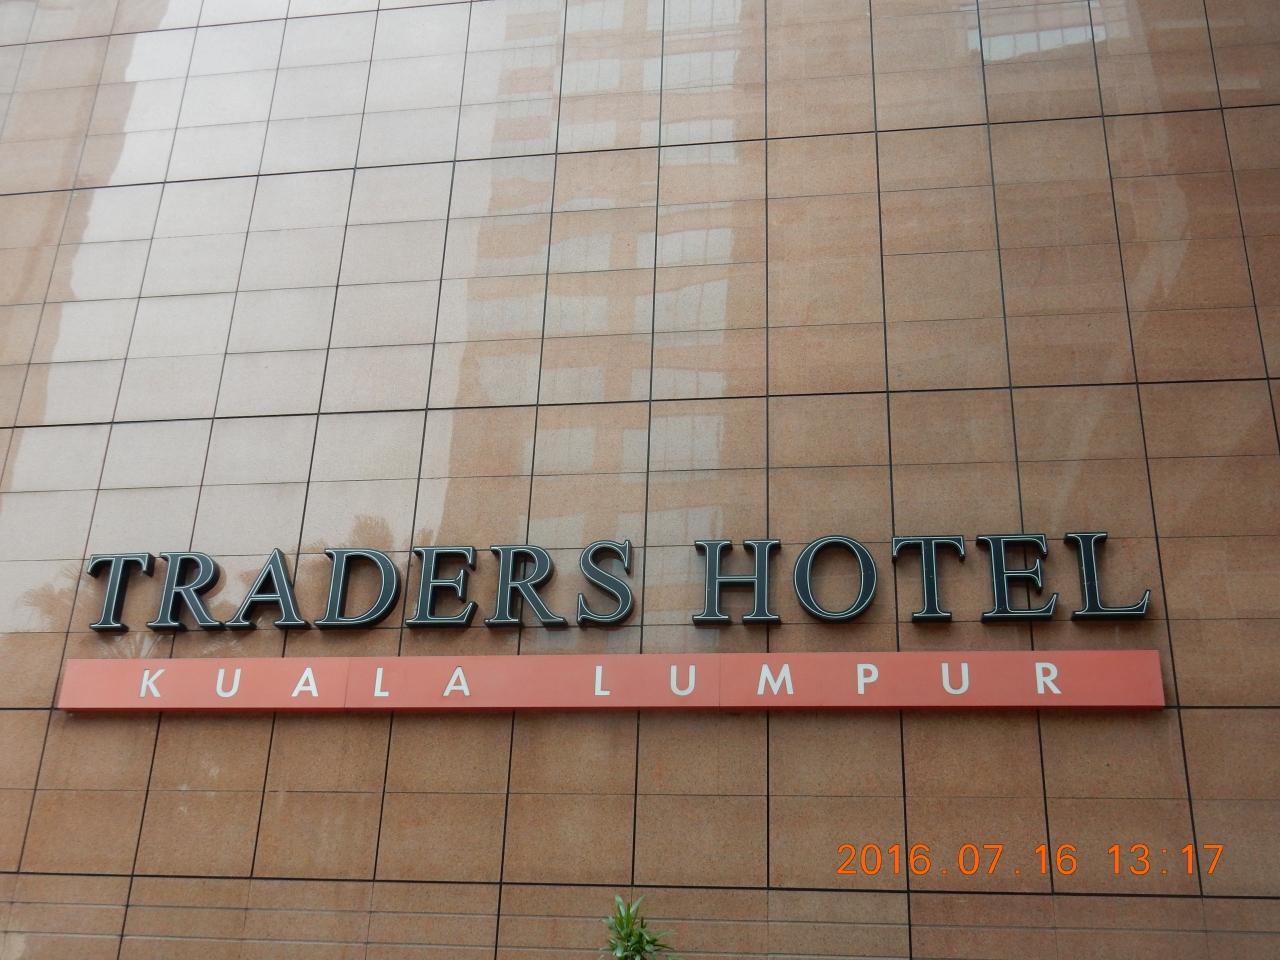 TRADERS HOTEL
KUALA LUMPUR
2016.07.16 13:17